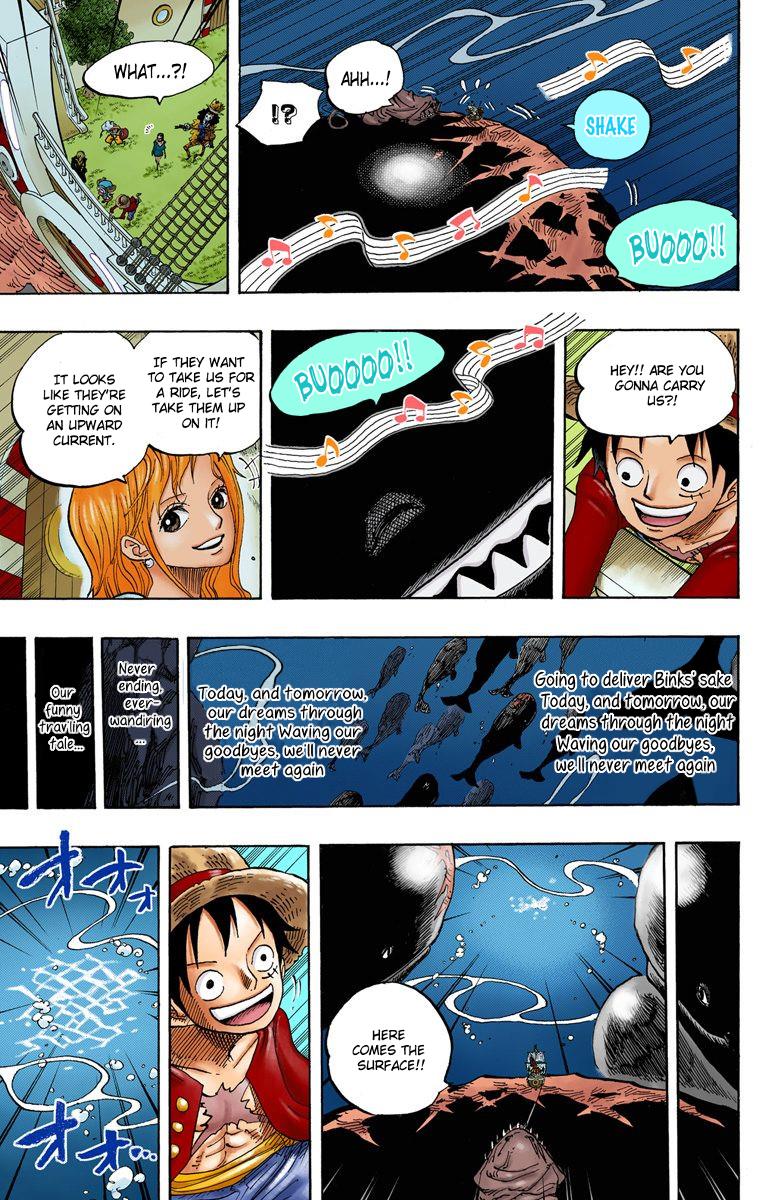 AHH...!
!?
SHAKE
BUOOO!!
WHAT...?!
HEY!! ARE YOU
GONNA CARRY
US?!
BUOOOO!!
IF THEY WANT
TO TAKE US FOR
A RIDE, LET'S
TAKE THEM UP
ON IT!
IT LOOKS
LIKE THEY'RE
GETTING ON
AN UPWARD
CURRENT.
Going to deliver Binks' sake
Today, and tomorrow, our
dreams through the night
Waving our goodbyes,
we'll never meet again
Today, and tomorrow,
our dreams through
the night Waving our
goodbyes, we'll never
meet again
Never
ending,
ever-
wandiring
...
Our
funny
travling
tale...
HERE
COMES THE
SURFACE!!
オオォ
オオ...